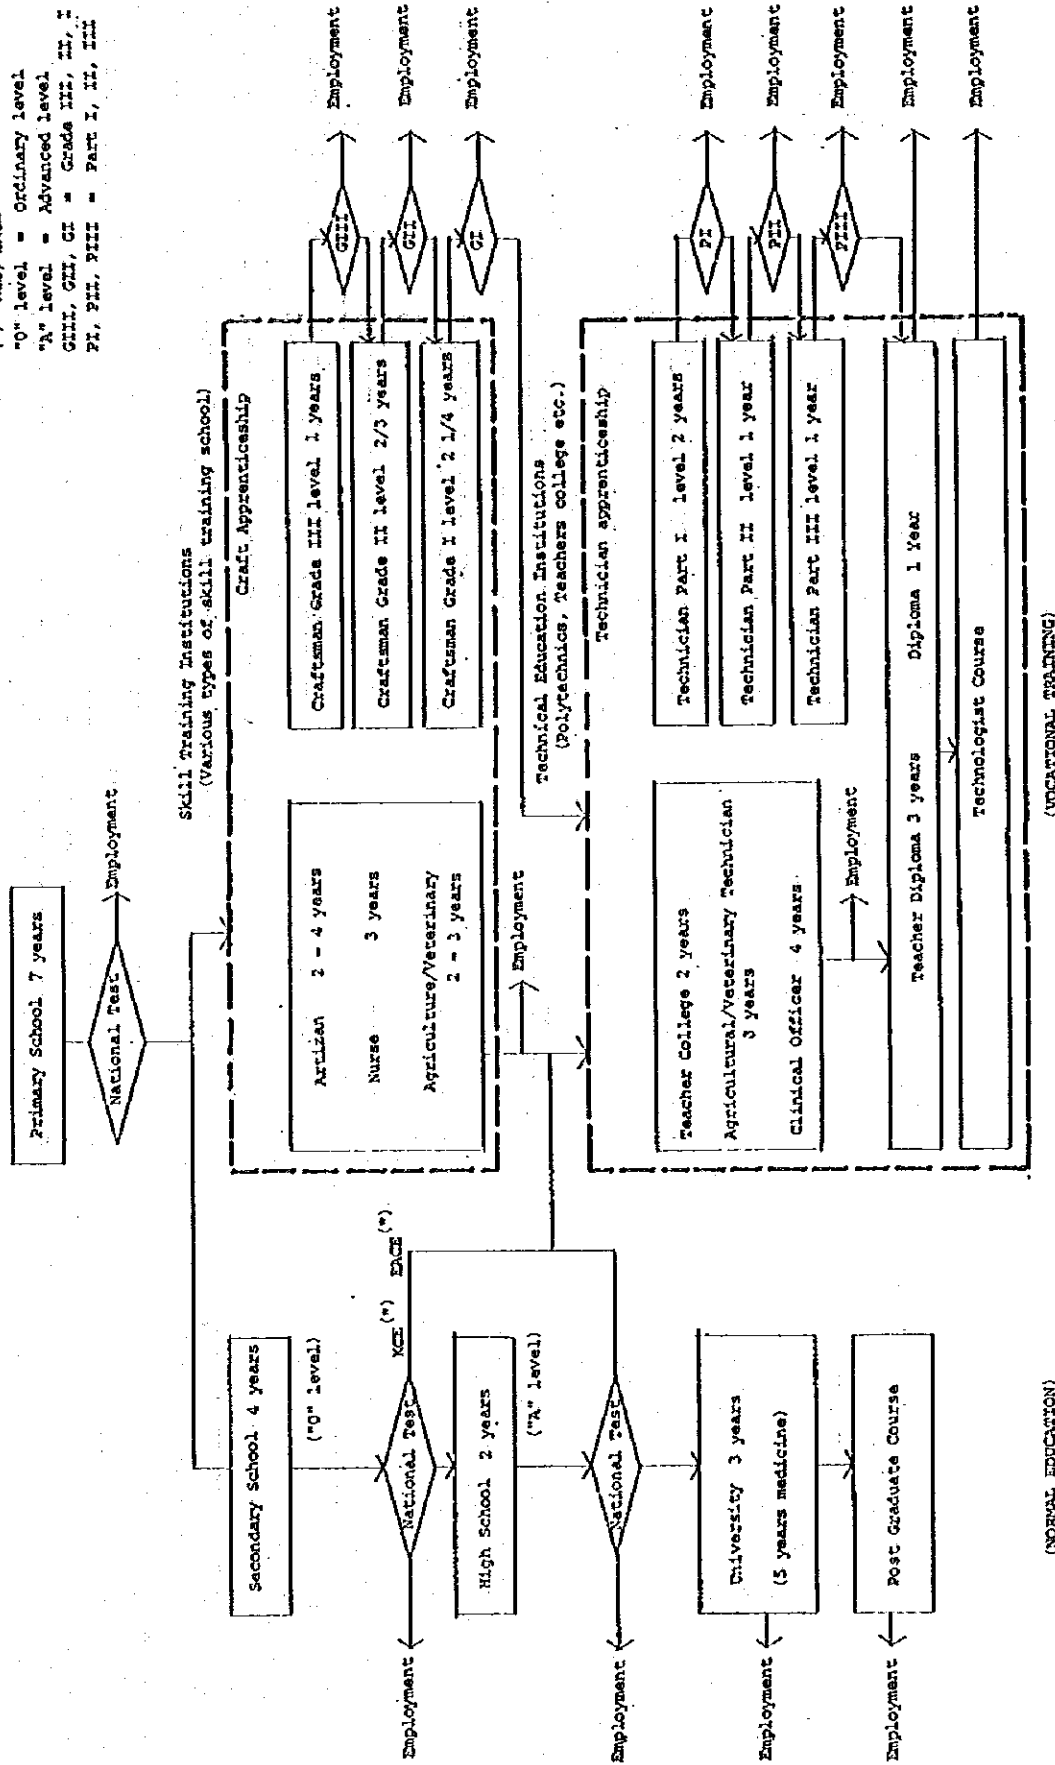 "O" level = Ordinary level
"A" level = Advanced level
GIII, GII, GI = Grade III, II, I
PI, PII, PIII = Part I, II, III
Primary School 7 years
National Test
Employment
Skill Training Institutions
(Various types of skill training school)
Craft Apprenticeship
Secondary School 4 years
("O" level)
KCE(*) EACE(*)
National Test
Employment
High School 2 years
("A" level)
National Test
Employment
University 3 years
(5 years medicine)
Employment
Post Graduate Course
Employment
(NORMAL EDUCATION)
Artizan 2 - 4 years
Nurse 3 years
Agriculture/Veterinary
2 - 3 years
Employment
Craftsman Grade III level 1 years
GIII
Employment
Craftsman Grade II level 2/3 years
GII
Employment
Craftsman Grade I level 2 1/4 years
GI
Employment
Technical Education Institutions
(Polytechnics, Teachers college etc.)
Technician apprenticeship
Teacher College 2 years
Agricultural/Veterinary Technician
3 years
Clinical Officer 4 years
Employment
Technician Part I level 2 years
PI
Employment
Technician Part II level 1 year
PII
Employment
Technician Part III level 1 year
PIII
Employment
Teacher Diploma 3 years Diploma 1 Year
Employment
Technologist Course
Employment
(VOCATIONAL TRAINING)